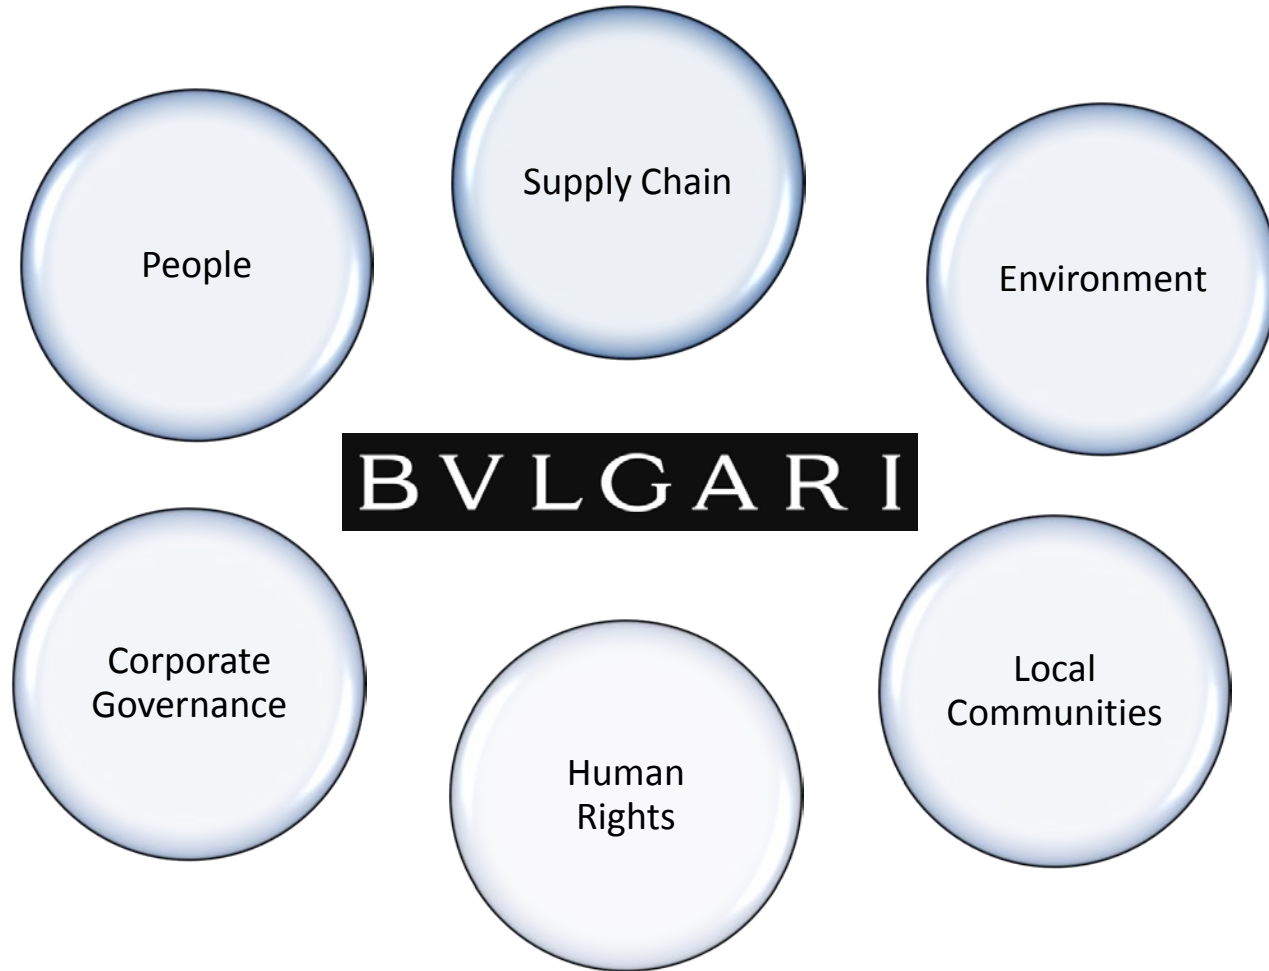 Supply Chain
People
Environment
BVLGARI
Corporate
Governance
Local
Communities
Human
Rights